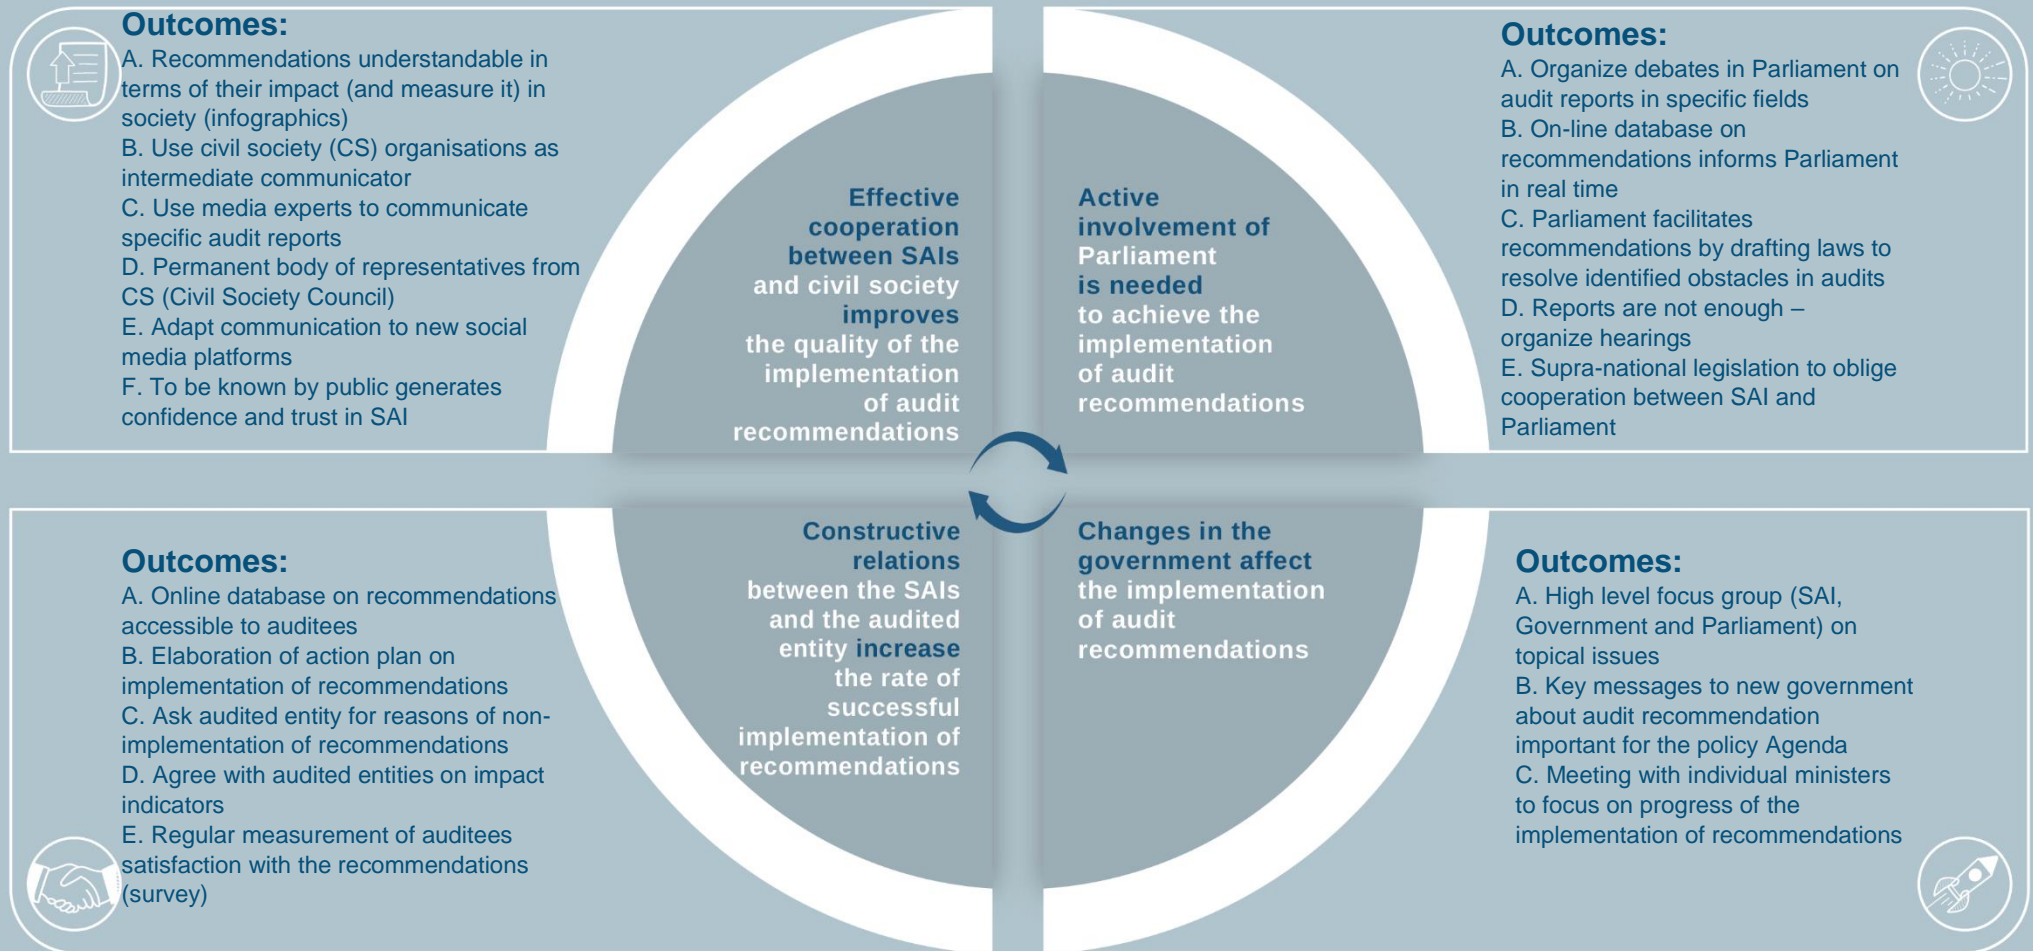 Outcomes:
A. Recommendations understandable in
terms of their impact (and measure it) in
society (infographics)
B. Use civil society (CS) organisations as
intermediate communicator
C. Use media experts to communicate
specific audit reports
D. Permanent body of representatives from
CS (Civil Society Council)
E. Adapt communication to new social
media platforms
F. To be known by public generates
confidence and trust in SAI
Effective
cooperation
between SAIs
and civil society
improves
the quality of the
implementation
of audit
recommendations
Active
involvement of
Parliament
is needed
to achieve the
implementation
of audit
recommendations
Outcomes:
A. Organize debates in Parliament on
audit reports in specific fields
B. On-line database on
recommendations informs Parliament
in real time
C. Parliament facilitates
recommendations by drafting laws to
resolve identified obstacles in audits
D. Reports are not enough –
organize hearings
E. Supra-national legislation to oblige
cooperation between SAI and
Parliament
Outcomes:
A. Online database on recommendations
accessible to auditees
B. Elaboration of action plan on
implementation of recommendations
C. Ask audited entity for reasons of non-
implementation of recommendations
D. Agree with audited entities on impact
indicators
E. Regular measurement of auditees
satisfaction with the recommendations
(survey)
Constructive
relations
between the SAIs
and the audited
entity increase
the rate of
successful
implementation of
recommendations
Changes in the
government affect
the implementation
of audit
recommendations
Outcomes:
A. High level focus group (SAI,
Government and Parliament) on
topical issues
B. Key messages to new government
about audit recommendation
important for the policy Agenda
C. Meeting with individual ministers
to focus on progress of the
implementation of recommendations